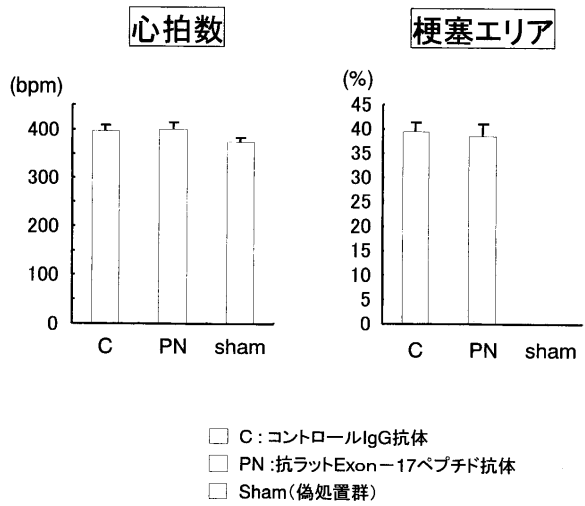 心拍数
(bpm)
400
300
200
100
0
C PN sham
梗塞エリア
(%)
45
40
35
30
25
20
15
10
5
0
C PN sham
C : コントロールIgG抗体
PN : 抗ラットExon-17ペプチド抗体
Sham(偽処置群)